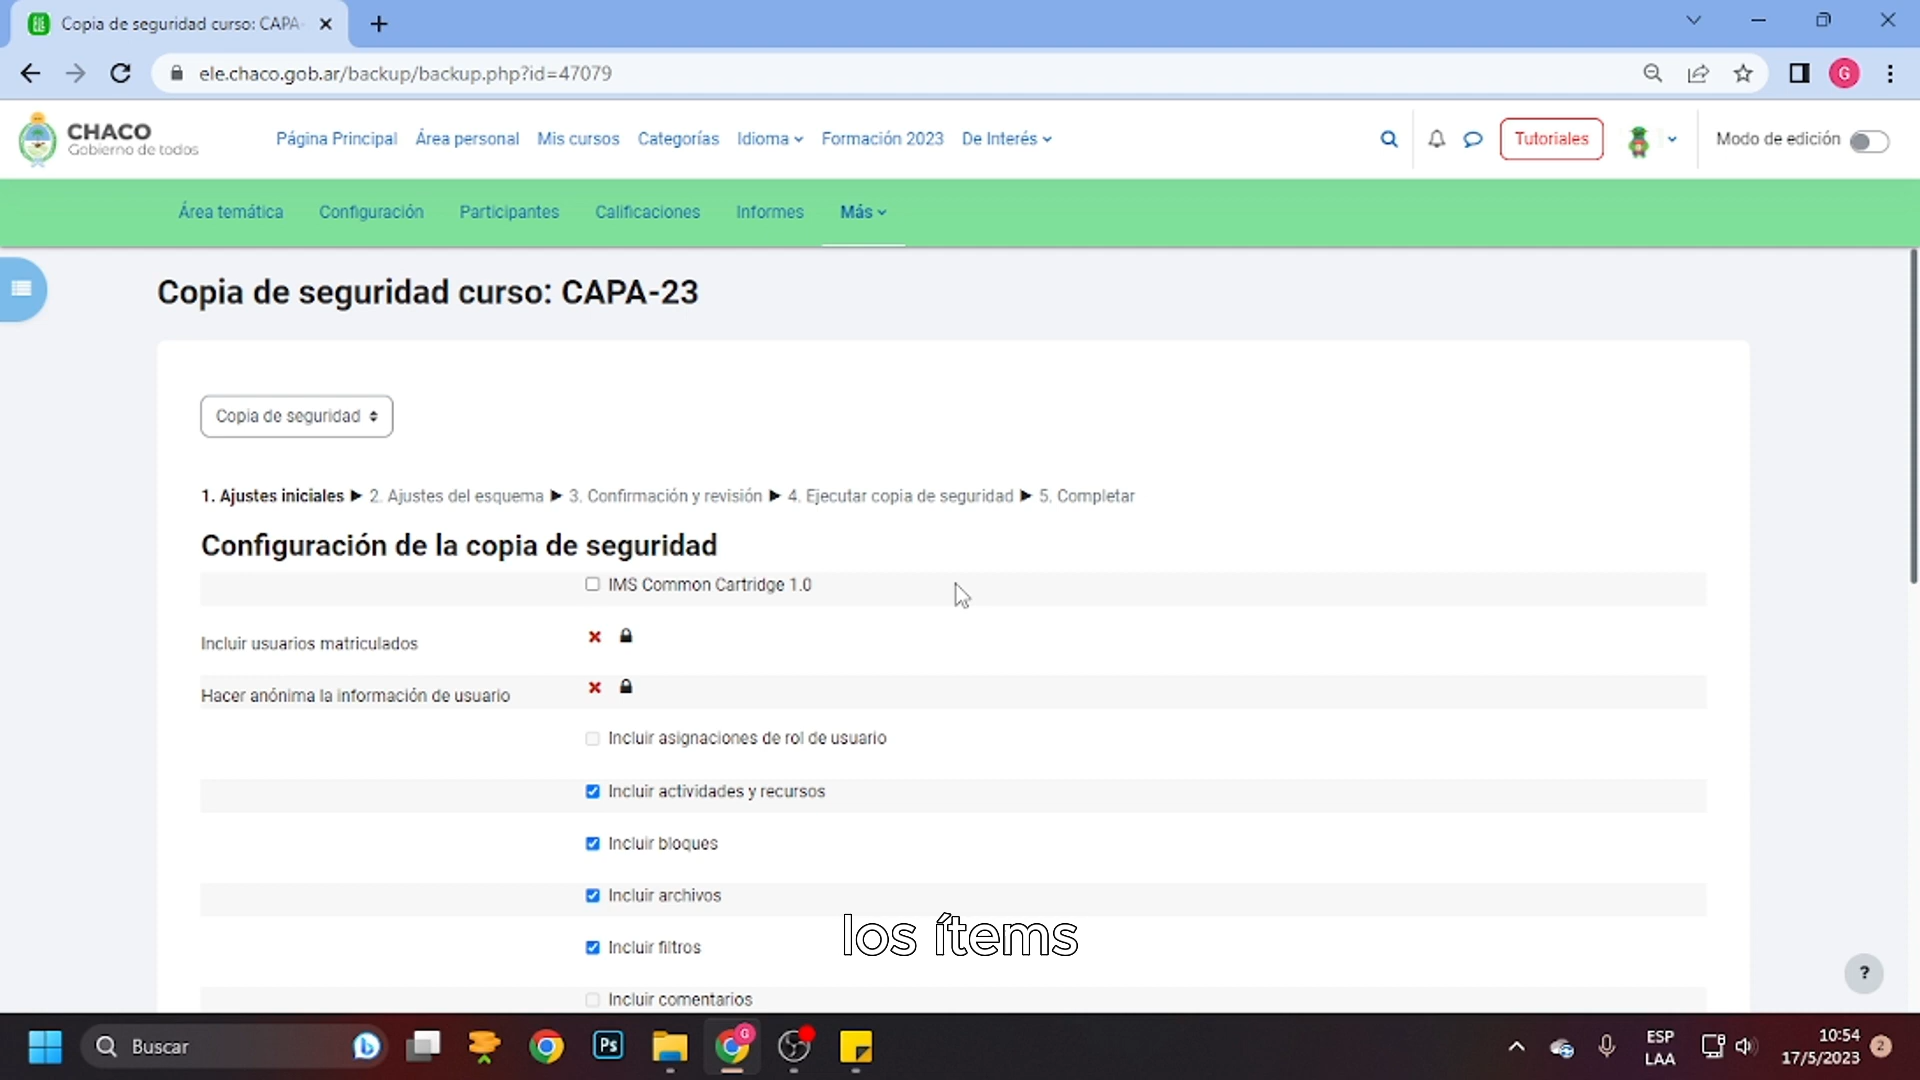 Copia de seguridad curso: CAPA-
ele.chaco.gob.ar/backup/backup.php?id=47079
G
CHACO
Gobierno de todos
Página Principal Área personal Mis cursos Categorías Idioma Formación 2023 De Interés
Tutoriales
Modo de edición
Área temática Configuración Participantes Calificaciones Informes Más
Copia de seguridad curso: CAPA-23
Copia de seguridad
1. Ajustes iniciales ► 2. Ajustes del esquema ► 3. Confirmación y revisión ► 4. Ejecutar copia de seguridad ► 5. Completar
Configuración de la copia de seguridad
IMS Common Cartridge 1.0
Incluir usuarios matriculados
Hacer anónima la información de usuario
Incluir asignaciones de rol de usuario
Incluir actividades y recursos
Incluir bloques
Incluir archivos
los ítems
Incluir filtros
?
Incluir comentarios
Buscar
Ps
G
ESP
LAA
10:54
17/5/2023
2